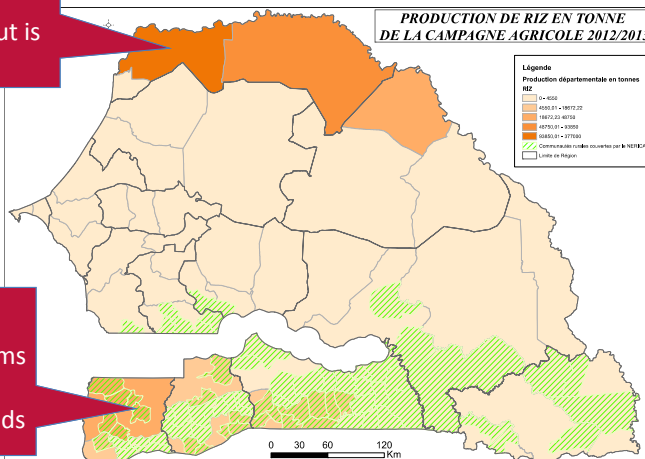 ut is
PRODUCTION DE RIZ EN TONNE
DE LA CAMPAGNE AGRICOLE 2012/2013
Légende
Production départementale en tonnes
RIZ
0 - 4550
4550,01 - 18672,22
18672,23 - 48750
48750,01 - 93850
93850,01 - 377000
Communautés rurales couvertes par le NERICA
Limite de Région
ms
ds
0 30 60 120
Km